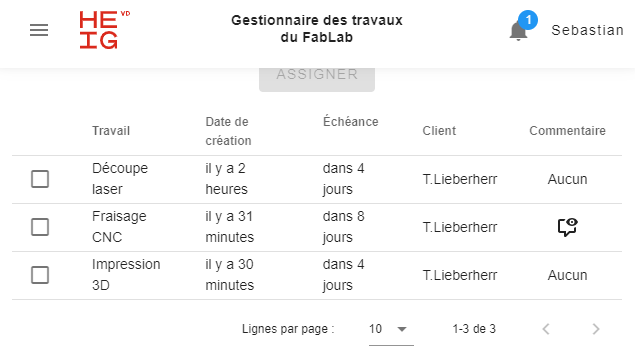 HE VD
IG
Gestionnaire des travaux
du FabLab
1
Sebastian
ASSIGNER
Travail
Date de
création
Échéance
Client
Commentaire
Découpe
laser
il y a 2
heures
dans 4
jours
T.Lieberherr
Aucun
Fraisage
CNC
il y a 31
minutes
dans 8
jours
T.Lieberherr
Impression
3D
il y a 30
minutes
dans 4
jours
T.Lieberherr
Aucun
Lignes par page :
10
1-3 de 3